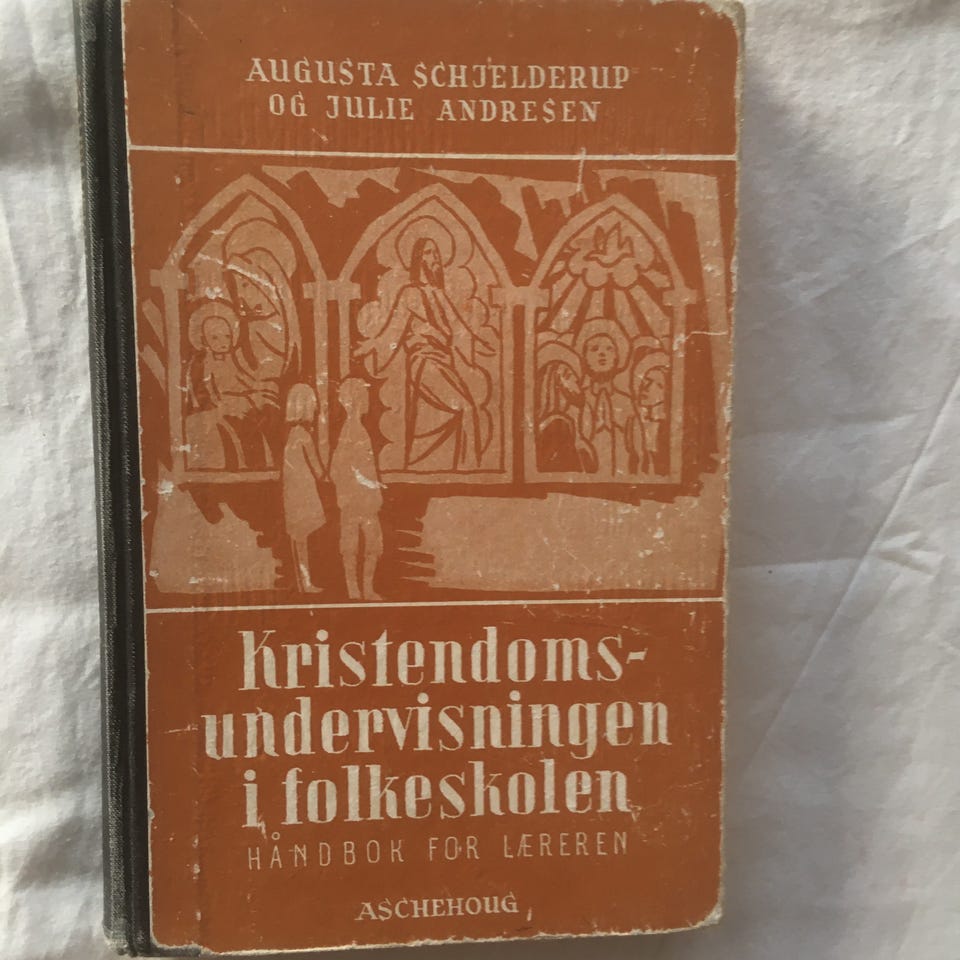 AUGUSTA SCHJELDERUP
OG JULIE ANDRESEN
Kristendoms-
undervisningen
i folkeskolen
HÅNDBOK FOR LÆREREN
ASCHEHOUG